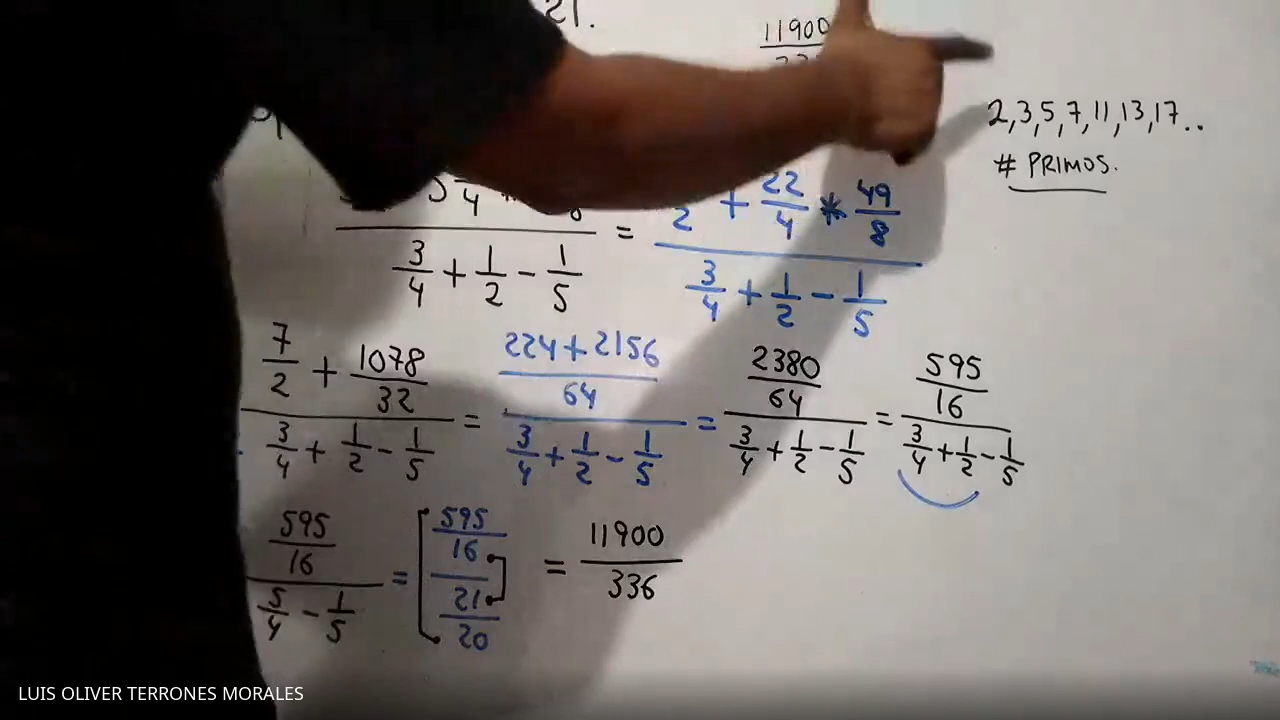 21.
11900
2,3,5,7,11,13,17..
# PRIMOS.
4 8 / 3/4 + 1/2 - 1/5 = 2 + 22/4 * 49/8 / 3/4 + 1/2 - 1/5
7/2 + 1078/32 / 3/4 + 1/2 - 1/5 = 224+2156/64 / 3/4 + 1/2 - 1/5 = 2380/64 / 3/4 + 1/2 - 1/5 = 595/16 / 3/4 + 1/2 - 1/5
595/16 / 5/4 - 1/5 = [595/16 / 21/20 = 11900/336
LUIS OLIVER TERRONES MORALES